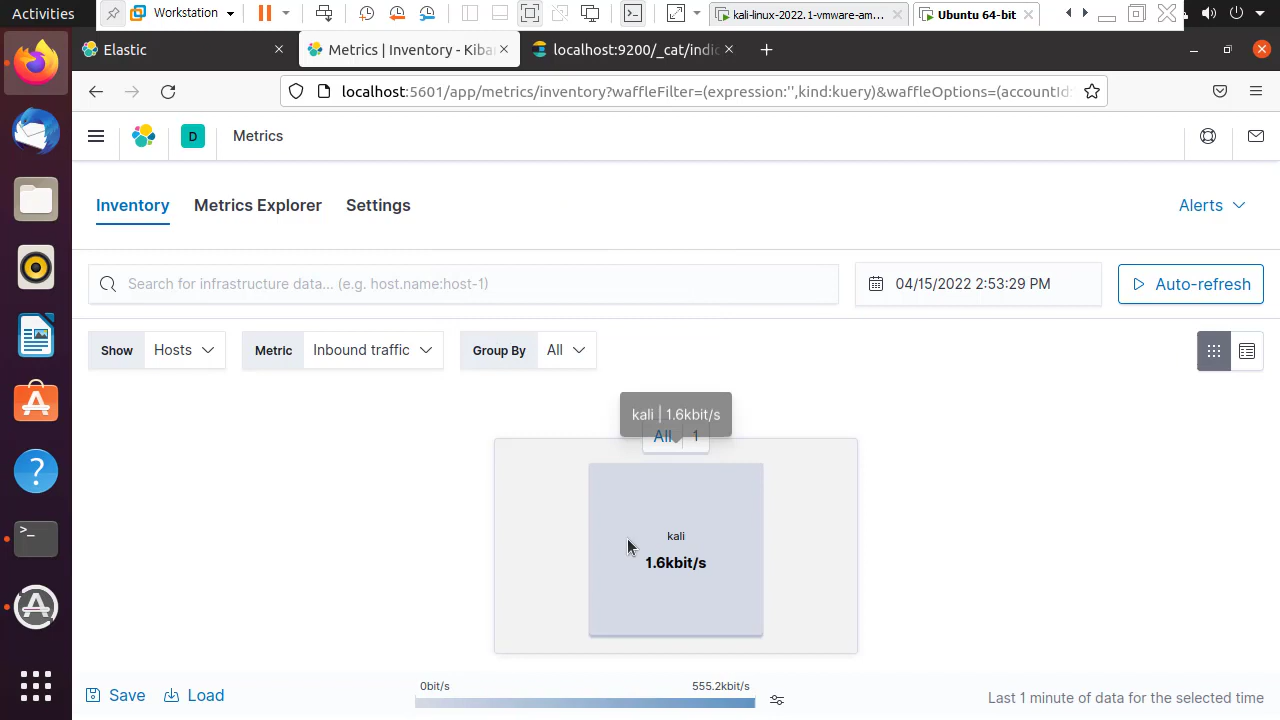 Activities
Workstation
kali-linux-2022.1-vmware-am...
Ubuntu 64-bit
Elastic
Metrics | Inventory - Kiba
localhost:9200/_cat/indic
localhost:5601/app/metrics/inventory?waffleFilter=(expression:'',kind:kuery)&waffleOptions=(accountId:
D
Metrics
Inventory
Metrics Explorer
Settings
Alerts
Search for infrastructure data... (e.g. host.name:host-1)
04/15/2022 2:53:29 PM
Auto-refresh
Show
Hosts
Metric
Inbound traffic
Group By
All
kali | 1.6kbit/s
All
1
kali
1.6kbit/s
Save
Load
0bit/s
555.2kbit/s
Last 1 minute of data for the selected time